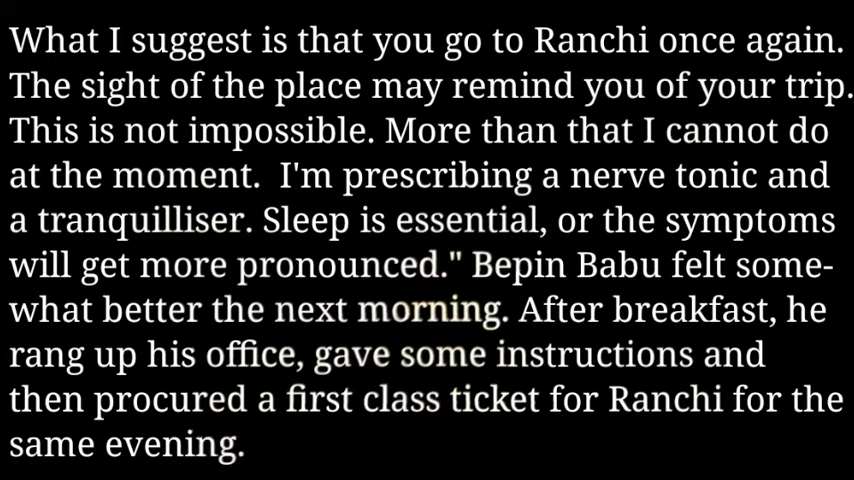 What I suggest is that you go to Ranchi once again.
The sight of the place may remind you of your trip.
This is not impossible. More than that I cannot do
at the moment.  I'm prescribing a nerve tonic and
a tranquilliser. Sleep is essential, or the symptoms
will get more pronounced." Bepin Babu felt some-
what better the next morning. After breakfast, he
rang up his office, gave some instructions and
then procured a first class ticket for Ranchi for the
same evening.